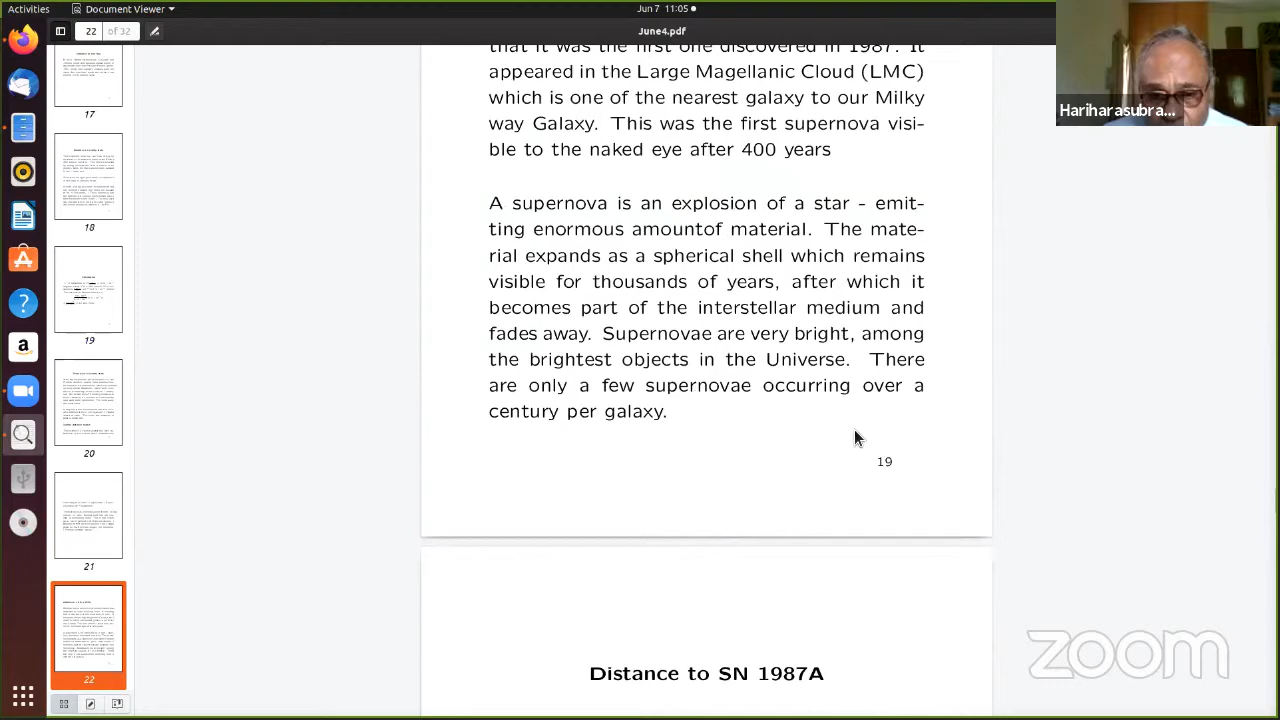 Activities
Document Viewer
Jun 7 11:05
22
of 32
June4.pdf
was the first one discovered in 1987. It
appeared in the Large Magellanic Cloud (LMC)
which is one of the nearest galaxy to our Milky
way Galaxy. This was the first supernova visi-
ble to the naked eye after 400 years
A supernova is an explosion of a star - emit-
ting enormous amountof material. The mate-
rial expands as a spherical shell which remains
visible for thousands of years after which it
becomes part of the interstellar medium and
fades away. Supernovae are very bright, among
the brightest objects in the Universe. There
are only a few supernovae occurring over a
century per galaxy.
19
Distance to SN 1987A
17
18
19
20
21
22
Hariharasubra...
zoom